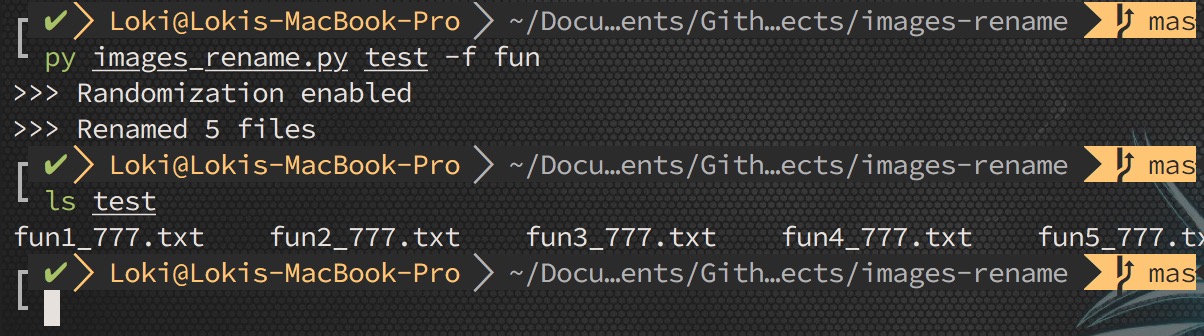 ✔ Loki@Lokis-MacBook-Pro ~/Docu…ents/Gith…ects/images-rename mas
py images_rename.py test -f fun
>>> Randomization enabled
>>> Renamed 5 files
✔ Loki@Lokis-MacBook-Pro ~/Docu…ents/Gith…ects/images-rename mas
ls test
fun1_777.txt fun2_777.txt fun3_777.txt fun4_777.txt fun5_777.tx
✔ Loki@Lokis-MacBook-Pro ~/Docu…ents/Gith…ects/images-rename mas